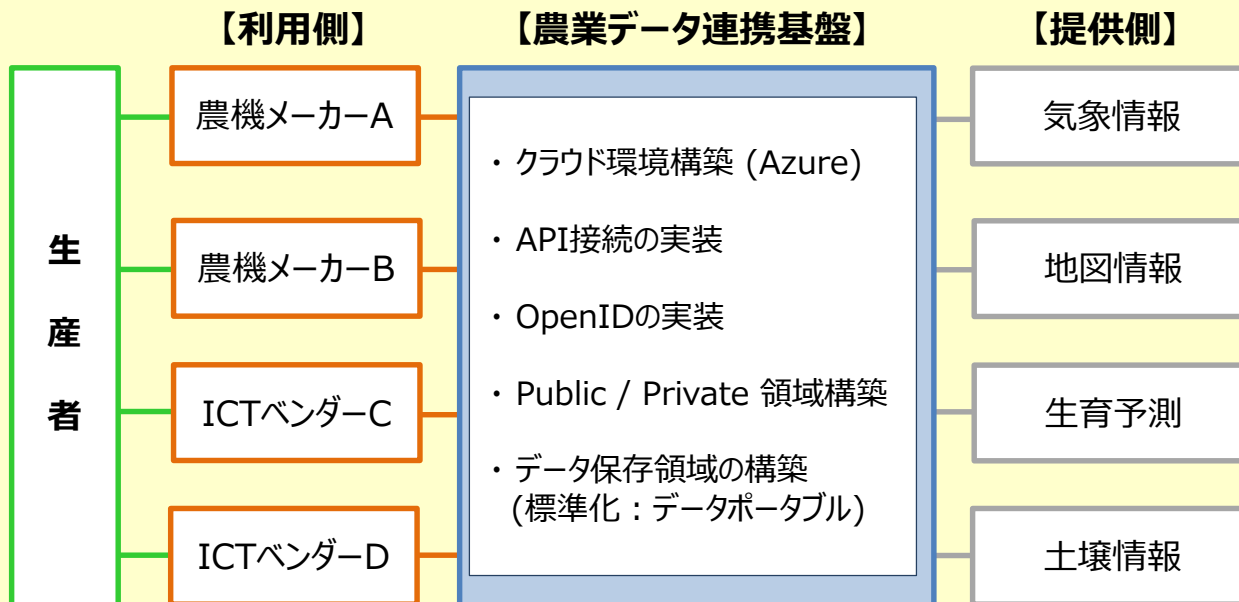 【利用側】
【農業データ連携基盤】
【提供側】
生
産
者
農機メーカーA
農機メーカーB
ICTベンダーC
ICTベンダーD
・ クラウド環境構築 (Azure)
・ API接続の実装
・ OpenIDの実装
・ Public / Private 領域構築
・ データ保存領域の構築
(標準化：データポータブル)
気象情報
地図情報
生育予測
土壌情報